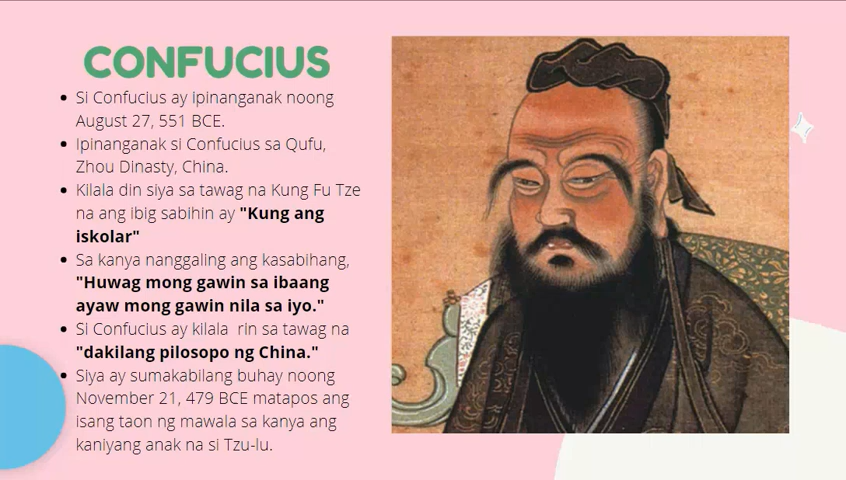 CONFUCIUS
• Si Confucius ay ipinanganak noong
August 27, 551 BCE.
• Ipinanganak si Confucius sa Qufu,
Zhou Dinasty, China.
• Kilala din siya sa tawag na Kung Fu Tze
na ang ibig sabihin ay "Kung ang
iskolar"
• Sa kanya nanggaling ang kasabihang,
"Huwag mong gawin sa ibaang
ayaw mong gawin nila sa iyo."
• Si Confucius ay kilala  rin sa tawag na
"dakilang pilosopo ng China."
• Siya ay sumakabilang buhay noong
November 21, 479 BCE matapos ang
isang taon ng mawala sa kanya ang
kaniyang anak na si Tzu-lu.